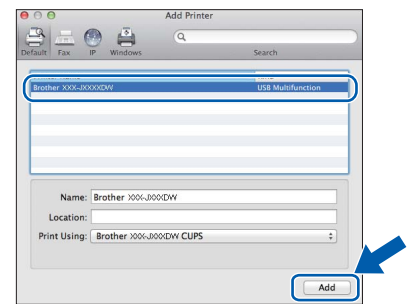 Add Printer
Default Fax IP Windows Search
Brother XXX-JXXXXDW USB Multifunction
Name: Brother XXX-JXXXDW
Location:
Print Using: Brother XXX-JXXXDW CUPS
Add